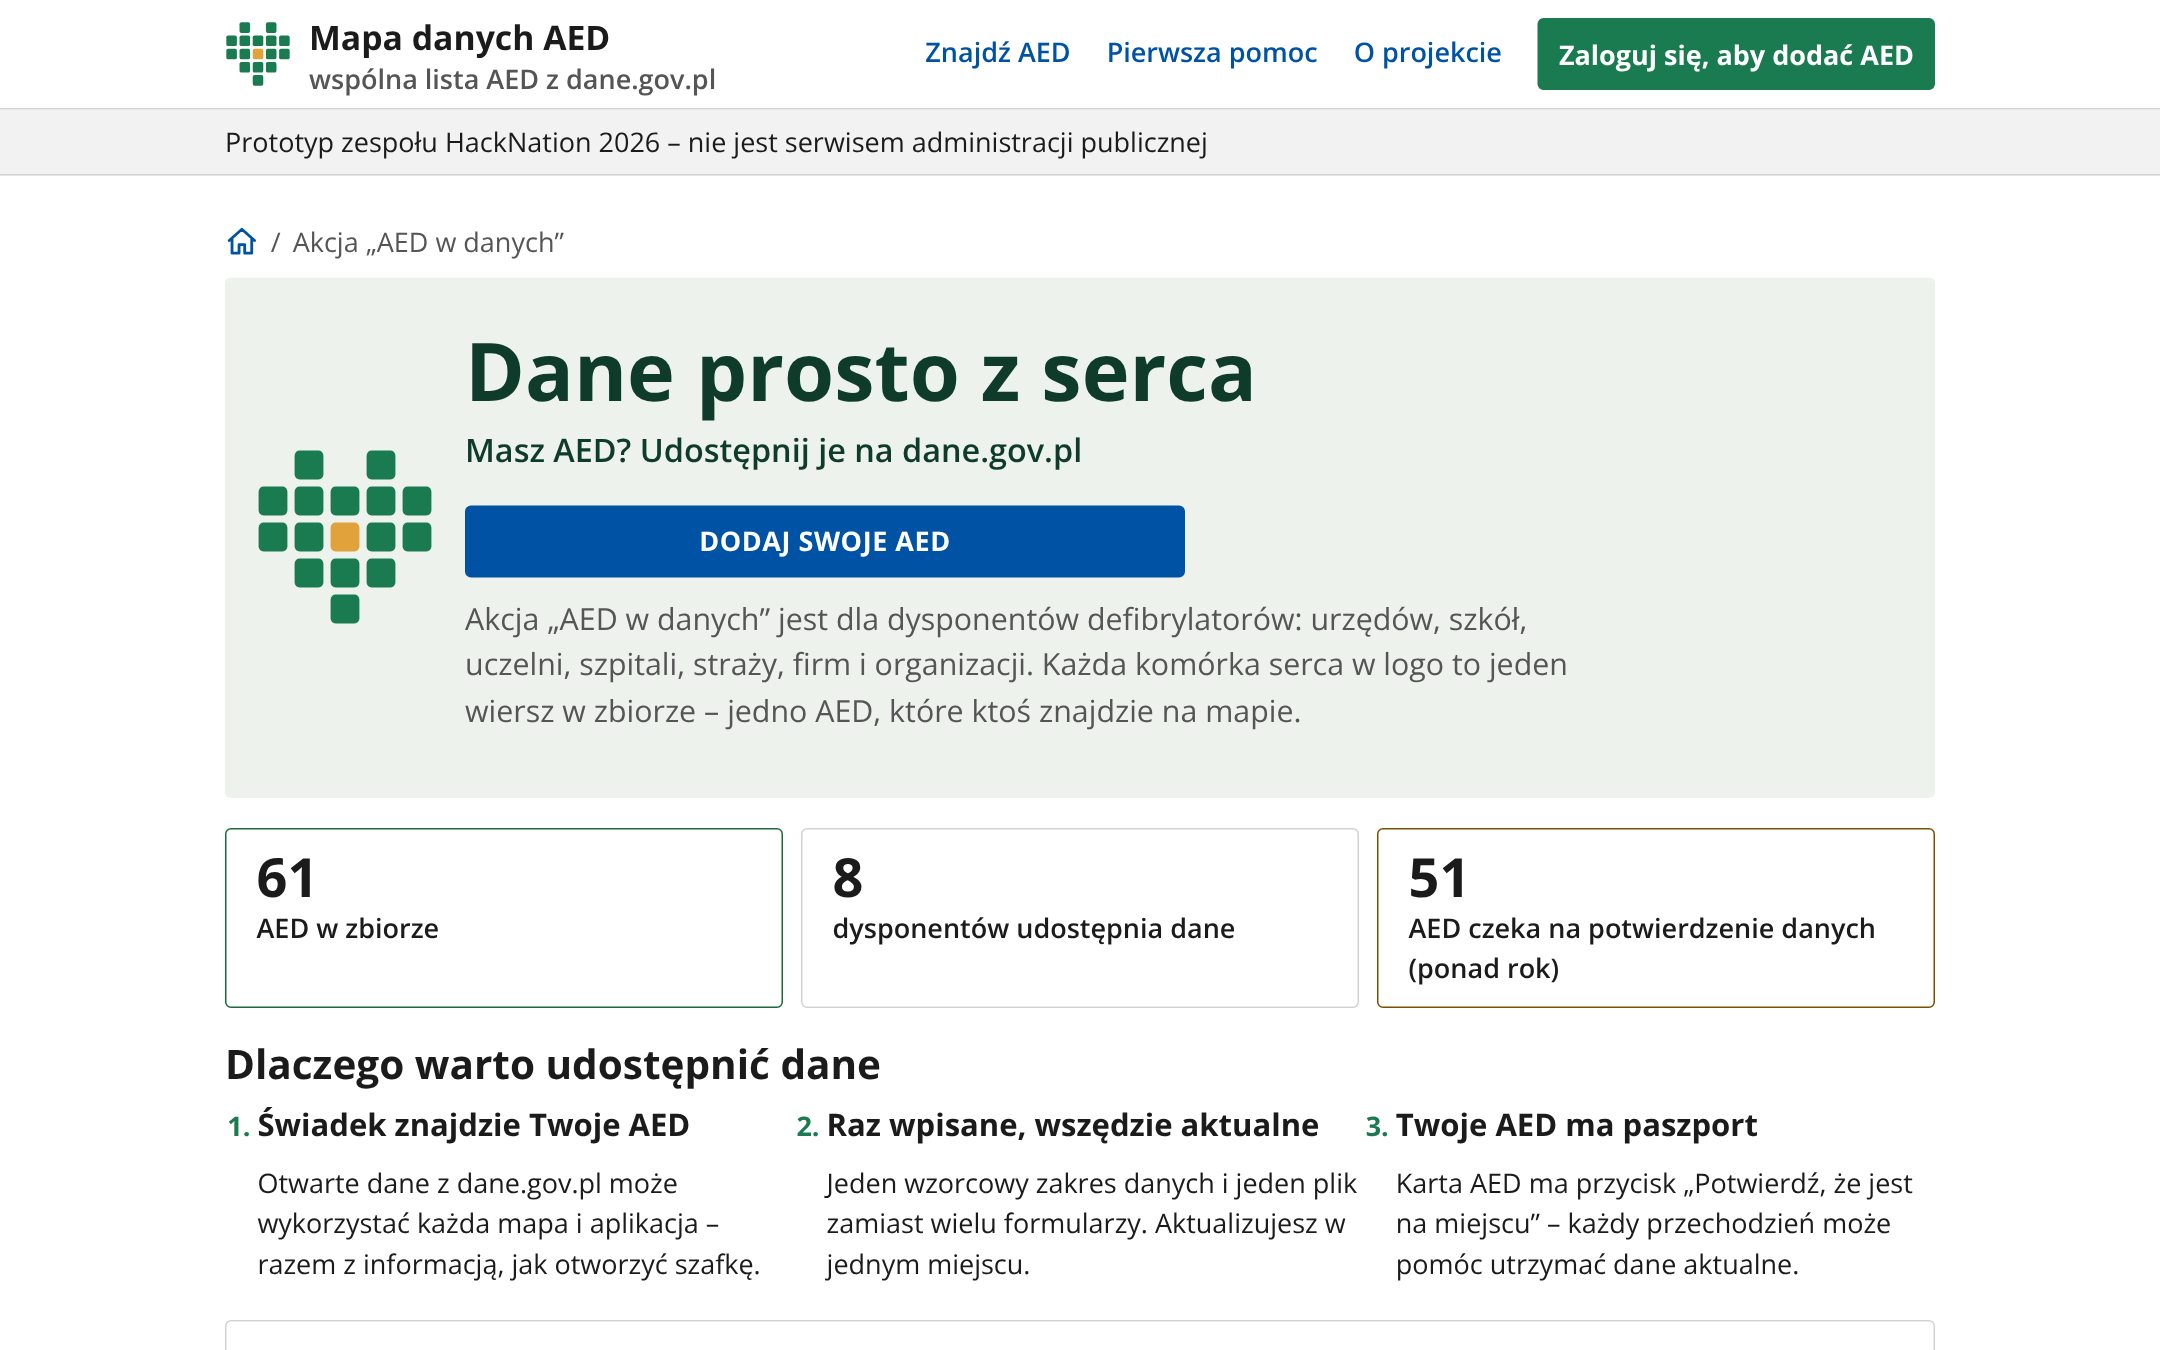 Mapa danych AED
wspólna lista AED z dane.gov.pl
Znajdź AED
Pierwsza pomoc
O projekcie
Zaloguj się, aby dodać AED
Prototyp zespołu HackNation 2026 – nie jest serwisem administracji publicznej
/ Akcja „AED w danych”
Dane prosto z serca
Masz AED? Udostępnij je na dane.gov.pl
DODAJ SWOJE AED
Akcja „AED w danych” jest dla dysponentów defibrylatorów: urzędów, szkół,
uczelni, szpitali, straży, firm i organizacji. Każda komórka serca w logo to jeden
wiersz w zbiorze – jedno AED, które ktoś znajdzie na mapie.
61
AED w zbiorze
8
dysponentów udostępnia dane
51
AED czeka na potwierdzenie danych
(ponad rok)
Dlaczego warto udostępnić dane
1. Świadek znajdzie Twoje AED
Otwarte dane z dane.gov.pl może
wykorzystać każda mapa i aplikacja –
razem z informacją, jak otworzyć szafkę.
2. Raz wpisane, wszędzie aktualne
Jeden wzorcowy zakres danych i jeden plik
zamiast wielu formularzy. Aktualizujesz w
jednym miejscu.
3. Twoje AED ma paszport
Karta AED ma przycisk „Potwierdź, że jest
na miejscu” – każdy przechodzień może
pomóc utrzymać dane aktualne.